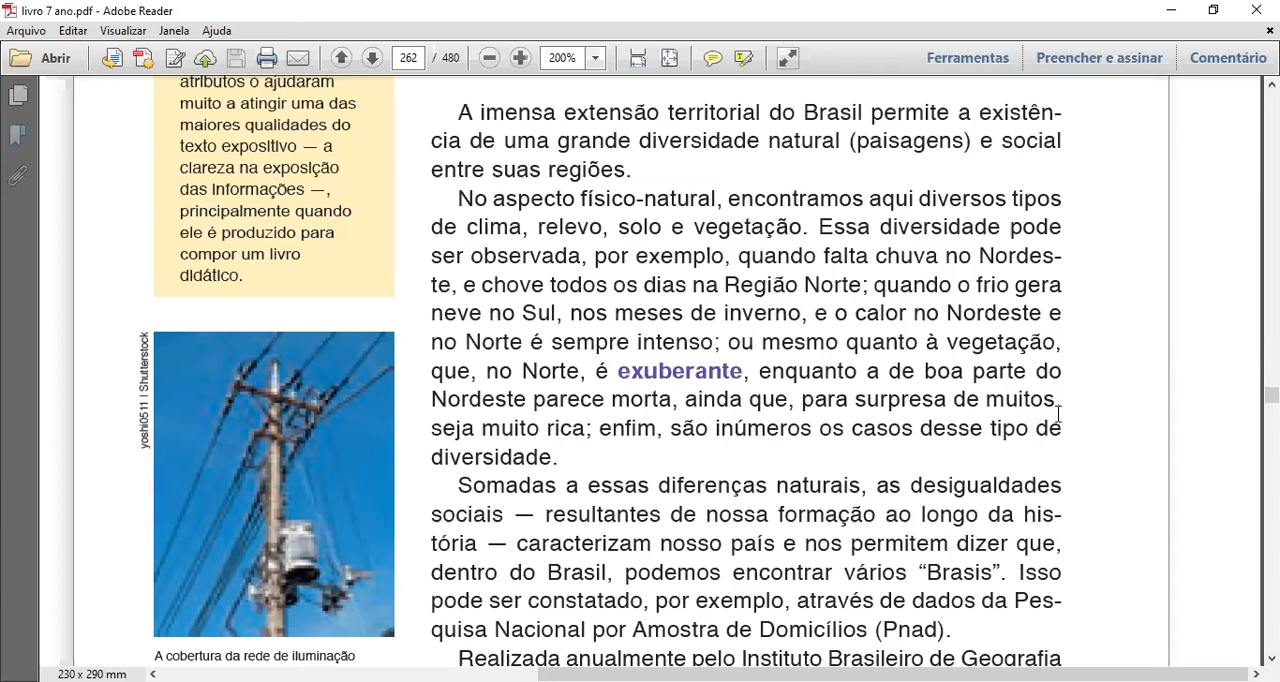 livro 7 ano.pdf - Adobe Reader
Arquivo Editar Visualizar Janela Ajuda
Abrir
262 / 480
200%
Ferramentas
Preencher e assinar
Comentário
atributos o ajudaram
muito a atingir uma das
maiores qualidades do
texto expositivo — a
clareza na exposição
das informações —,
principalmente quando
ele é produzido para
compor um livro
didático.
yoshi0511 | Shutterstock
A cobertura da rede de iluminação
A imensa extensão territorial do Brasil permite a existên-
cia de uma grande diversidade natural (paisagens) e social
entre suas regiões.
No aspecto físico-natural, encontramos aqui diversos tipos
de clima, relevo, solo e vegetação. Essa diversidade pode
ser observada, por exemplo, quando falta chuva no Nordes-
te, e chove todos os dias na Região Norte; quando o frio gera
neve no Sul, nos meses de inverno, e o calor no Nordeste e
no Norte é sempre intenso; ou mesmo quanto à vegetação,
que, no Norte, é exuberante, enquanto a de boa parte do
Nordeste parece morta, ainda que, para surpresa de muitos,
seja muito rica; enfim, são inúmeros os casos desse tipo de
diversidade.
Somadas a essas diferenças naturais, as desigualdades
sociais — resultantes de nossa formação ao longo da his-
tória — caracterizam nosso país e nos permitem dizer que,
dentro do Brasil, podemos encontrar vários “Brasis”. Isso
pode ser constatado, por exemplo, através de dados da Pes-
quisa Nacional por Amostra de Domicílios (Pnad).
Realizada anualmente pelo Instituto Brasileiro de Geografia
230 x 290 mm